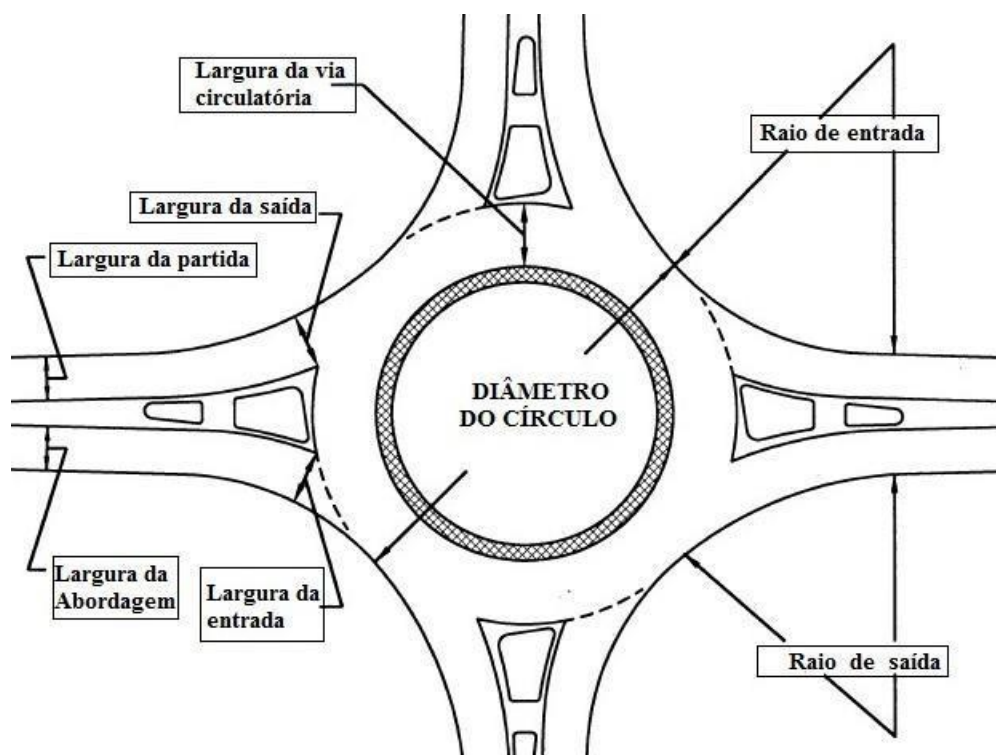 Largura da via
circulatória
Raio de entrada
Largura da saída
Largura da partida
DIÂMETRO
DO CÍRCULO
Largura da
Abordagem
Largura da
entrada
Raio de saída